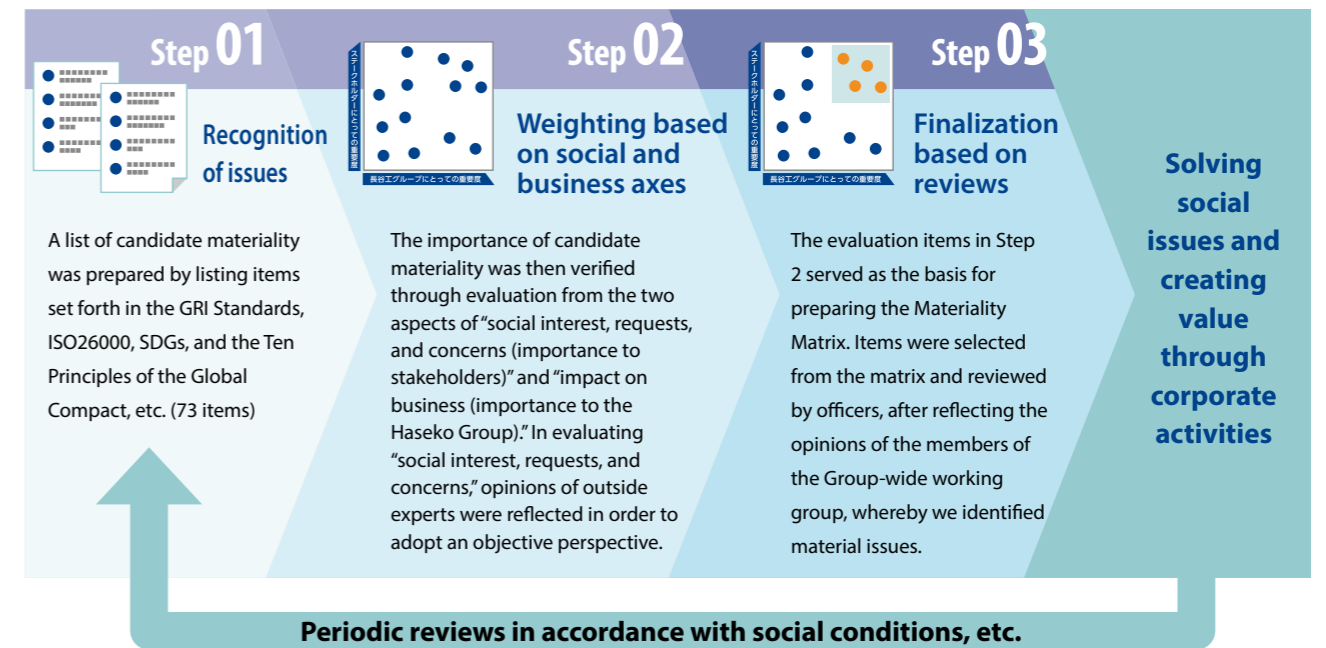 Step 01
Recognition
of issues
A list of candidate materiality
was prepared by listing items
set forth in the GRI Standards,
ISO26000, SDGs, and the Ten
Principles of the Global
Compact, etc. (73 items)
Step 02
ステークホルダーにとっての重要度
長谷工グループにとっての重要度
Weighting based
on social and
business axes
The importance of candidate
materiality was then verified
through evaluation from the two
aspects of “social interest, requests,
and concerns (importance to
stakeholders)” and “impact on
business (importance to the
Haseko Group).” In evaluating
“social interest, requests, and
concerns,” opinions of outside
experts were reflected in order to
adopt an objective perspective.
Step 03
ステークホルダーにとっての重要度
長谷工グループにとっての重要度
Finalization
based on
reviews
The evaluation items in Step
2 served as the basis for
preparing the Materiality
Matrix. Items were selected
from the matrix and reviewed
by officers, after reflecting the
opinions of the members of
the Group-wide working
group, whereby we identified
material issues.
Solving
social
issues and
creating
value
through
corporate
activities
Periodic reviews in accordance with social conditions, etc.